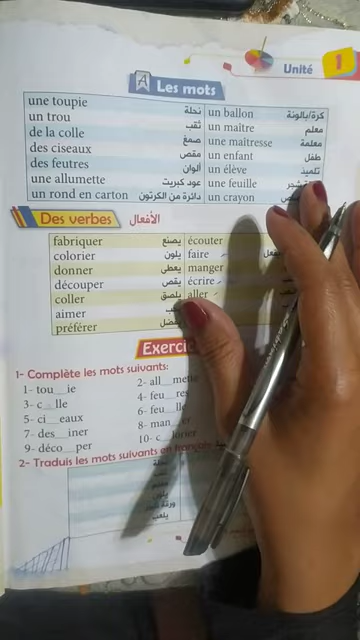 Unité 1
A Les mots
une toupie نحلة
un trou ثقب
de la colle صمغ
des ciseaux مقص
des feutres ألوان
une allumette عود كبريت
un rond en carton دائرة من الكرتون
un ballon كرة/بالونة
un maître معلم
une maîtresse معلمة
un enfant طفل
un élève تلميذ
une feuille
un crayon
Des verbes الأفعال
fabriquer يصنع
colorier يلون
donner يعطى
découper يقص
coller يلصق
aimer
préférer
écouter
faire
manger
écrire
aller
1- Complète les mots suivants:
1- tou__ie
2- all__mette
3- c__lle
4- feu__res
5- ci__eaux
6- feu__lle
7- des__iner
8- man__er
9- déco__per
10- c__lorier
2- Traduis les mots suivants en français
نحلة
يلعب